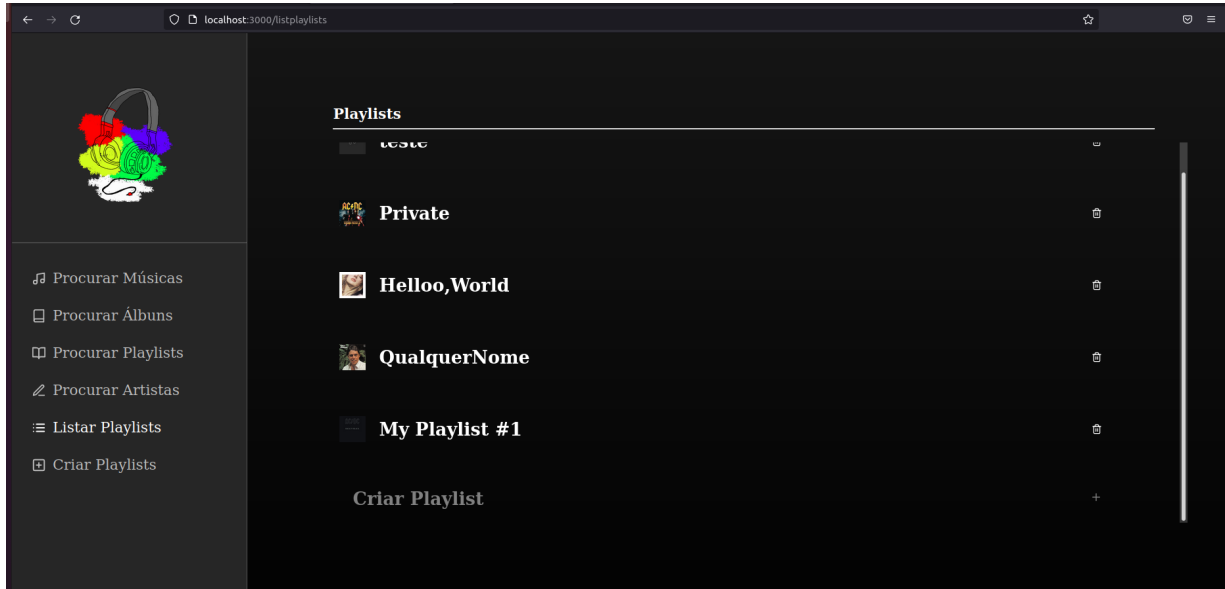 localhost:3000/listplaylists
Playlists
teste
Private
Helloo,World
QualquerNome
My Playlist #1
Criar Playlist
Procurar Músicas
Procurar Álbuns
Procurar Playlists
Procurar Artistas
Listar Playlists
Criar Playlists